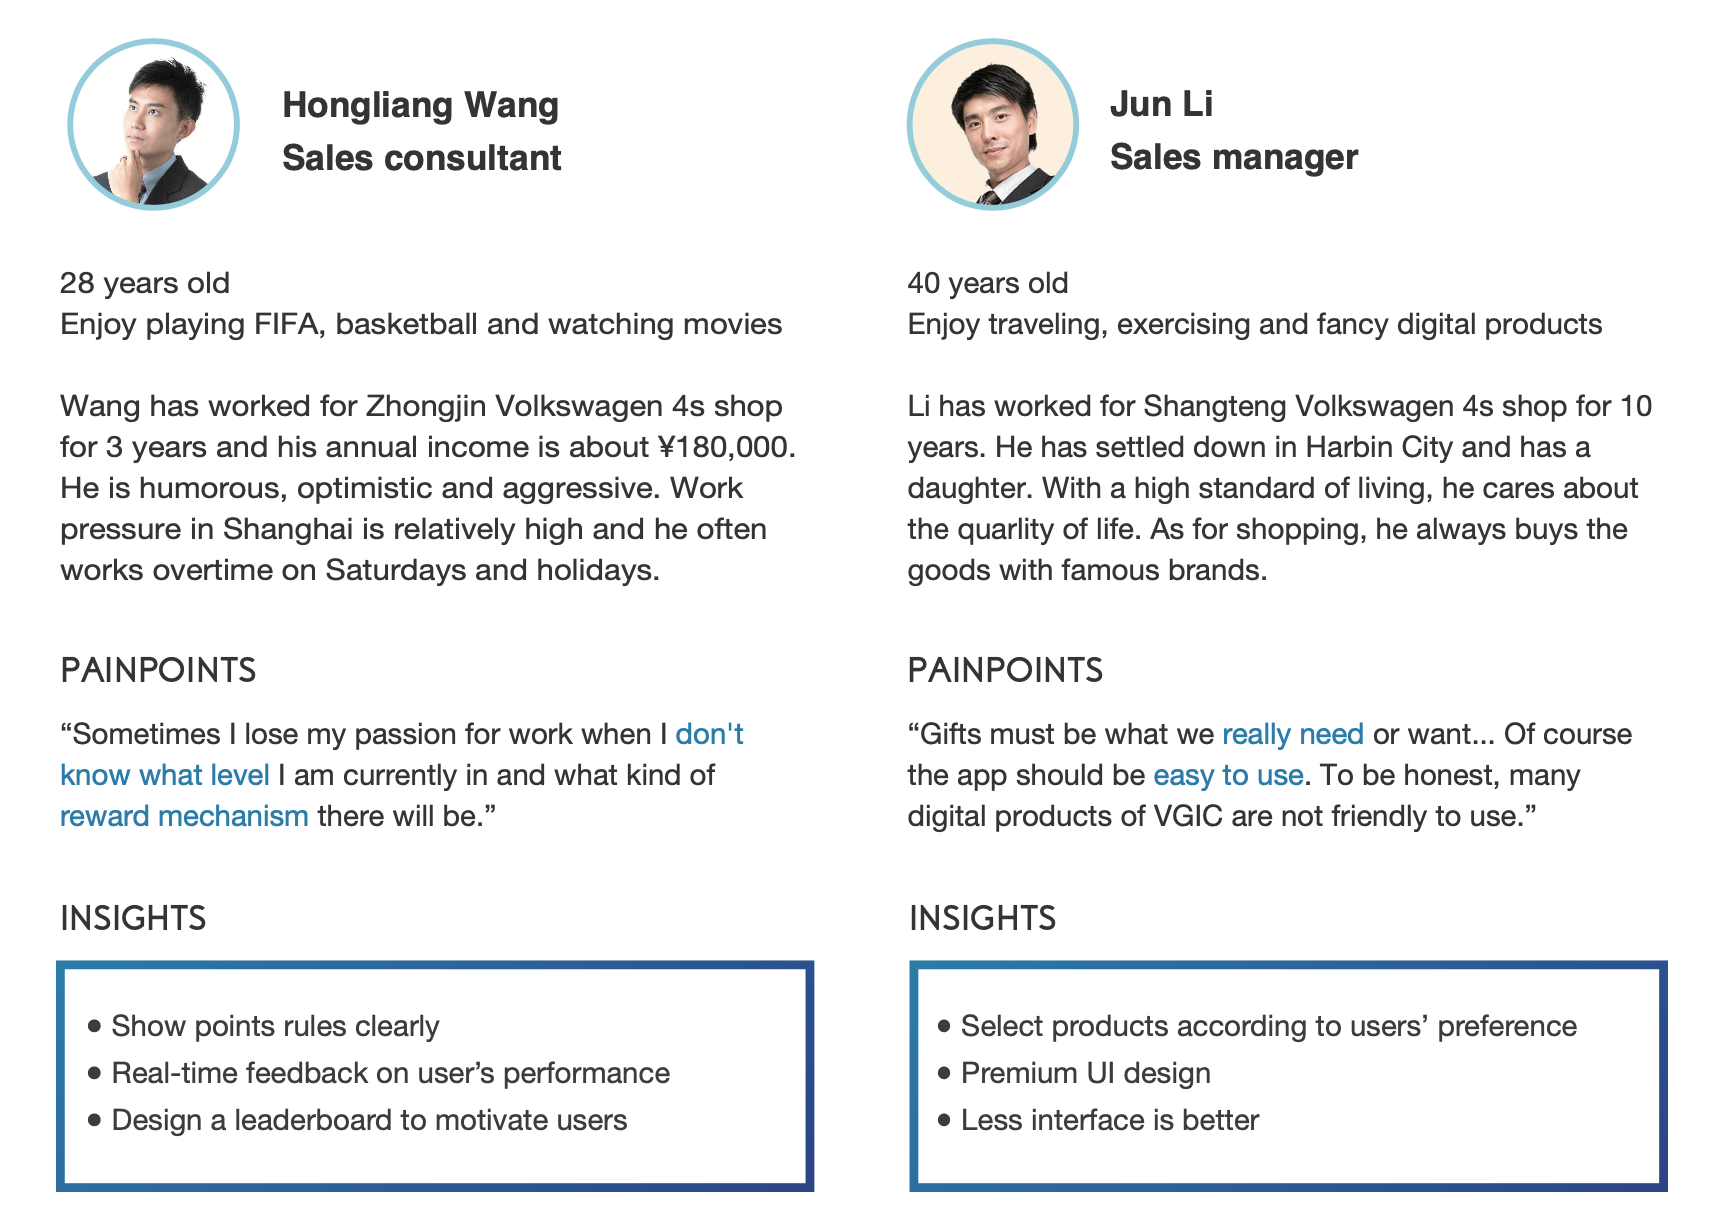 Hongliang Wang
Sales consultant
28 years old
Enjoy playing FIFA, basketball and watching movies
Wang has worked for Zhongjin Volkswagen 4s shop
for 3 years and his annual income is about ¥180,000.
He is humorous, optimistic and aggressive. Work
pressure in Shanghai is relatively high and he often
works overtime on Saturdays and holidays.
PAINPOINTS
“Sometimes I lose my passion for work when I don't
know what level I am currently in and what kind of
reward mechanism there will be.”
INSIGHTS
• Show points rules clearly
• Real-time feedback on user’s performance
• Design a leaderboard to motivate users
Jun Li
Sales manager
40 years old
Enjoy traveling, exercising and fancy digital products
Li has worked for Shangteng Volkswagen 4s shop for 10
years. He has settled down in Harbin City and has a
daughter. With a high standard of living, he cares about
the quarlity of life. As for shopping, he always buys the
goods with famous brands.
PAINPOINTS
“Gifts must be what we really need or want... Of course
the app should be easy to use. To be honest, many
digital products of VGIC are not friendly to use.”
INSIGHTS
• Select products according to users’ preference
• Premium UI design
• Less interface is better